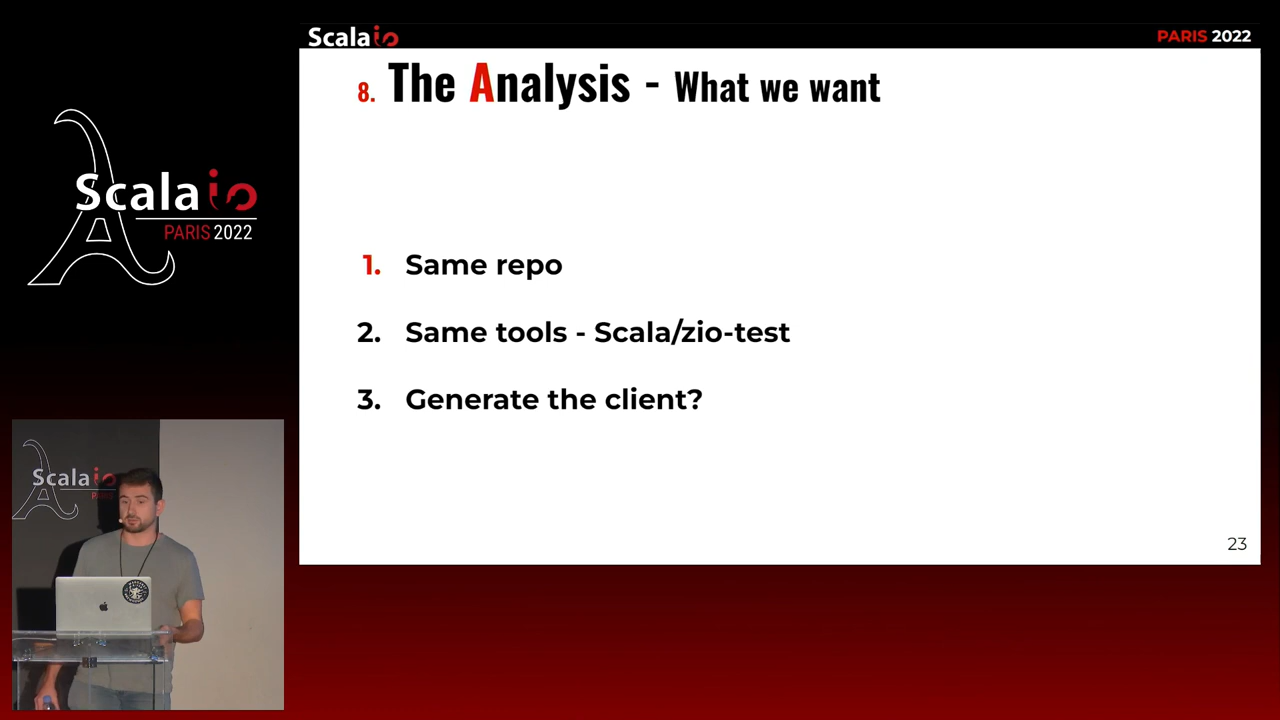 Scalaio
PARIS 2022
8. The Analysis - What we want
Scalaio
PARIS 2022
1. Same repo
2. Same tools - Scala/zio-test
3. Generate the client?
23
Scalaio